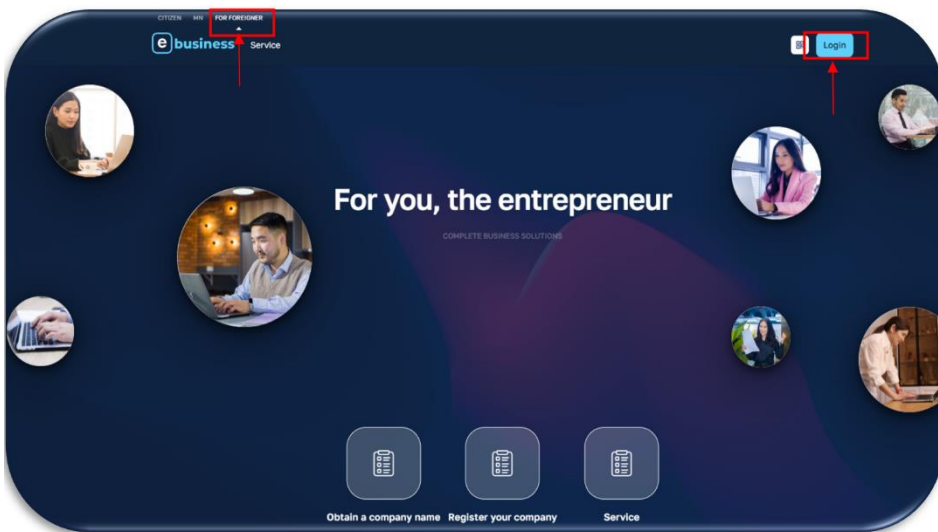 CITIZEN MN FOR FOREIGNER
e business Service
Login
For you, the entrepreneur
COMPLETE BUSINESS SOLUTIONS
Obtain a company name Register your company Service